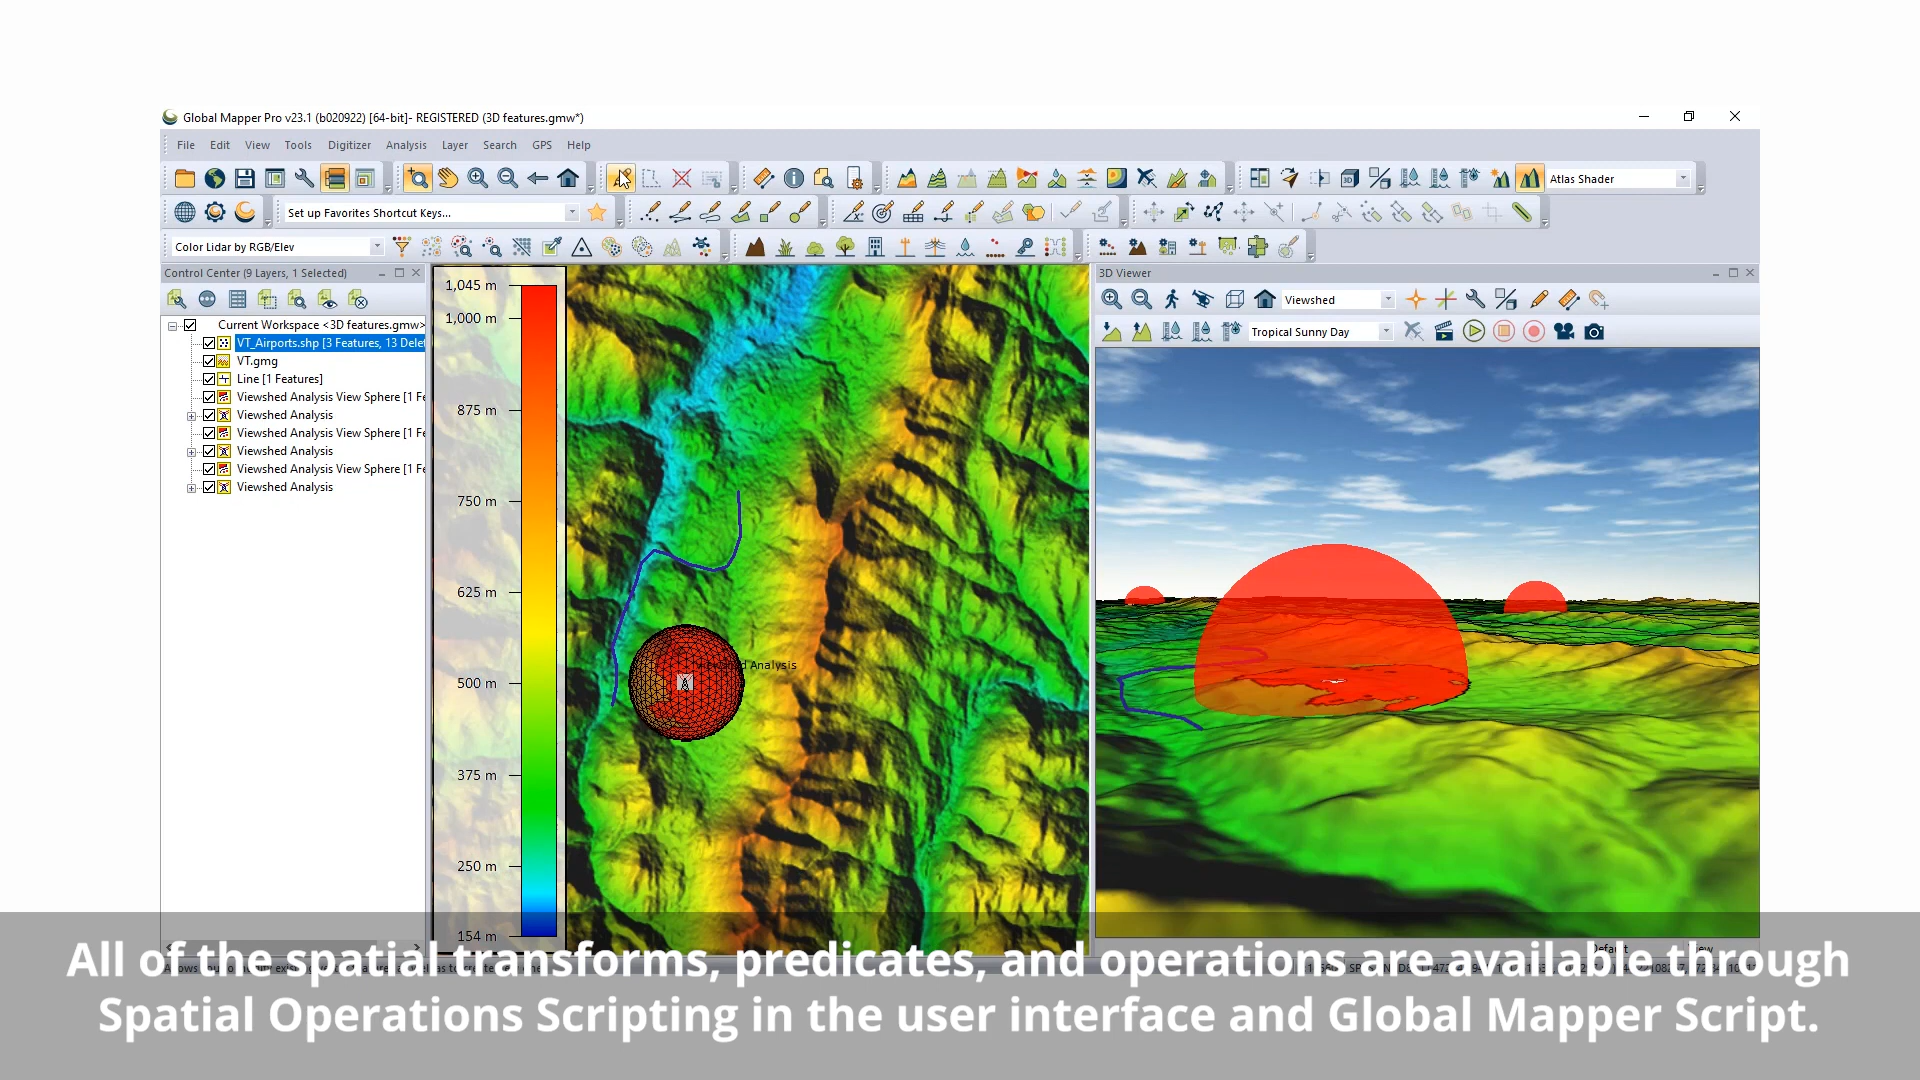 Global Mapper Pro v23.1 (b020922) [64-bit]- REGISTERED (3D features.gmw*)
File Edit View Tools Digitizer Analysis Layer Search GPS Help
Atlas Shader
Set up Favorites Shortcut Keys...
Color Lidar by RGB/Elev
Control Center (9 Layers, 1 Selected)
Current Workspace <3D features.gmw>
VT_Airports.shp [3 Features, 13 Delet
VT.gmg
Line [1 Features]
Viewshed Analysis View Sphere [1 Fe
Viewshed Analysis
Viewshed Analysis View Sphere [1 Fe
Viewshed Analysis
Viewshed Analysis View Sphere [1 Fe
Viewshed Analysis
1,045 m
1,000 m
875 m
750 m
625 m
500 m
375 m
250 m
154 m
Viewshed Analysis
3D Viewer
Viewshed
Tropical Sunny Day
Default View
All of the spatial transforms, predicates, and operations are available through
Spatial Operations Scripting in the user interface and Global Mapper Script.